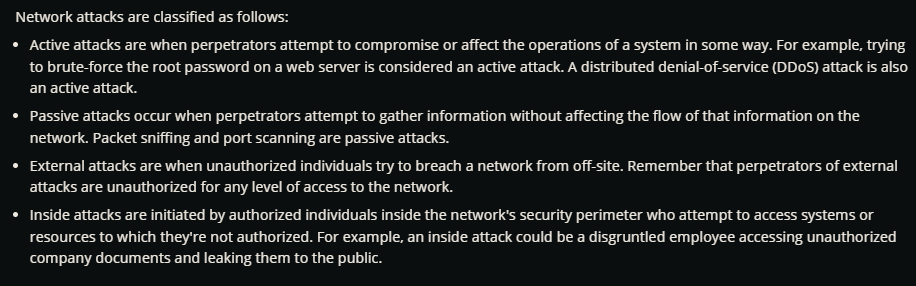 Network attacks are classified as follows:
• Active attacks are when perpetrators attempt to compromise or affect the operations of a system in some way. For example, trying
to brute-force the root password on a web server is considered an active attack. A distributed denial-of-service (DDoS) attack is also
an active attack.
• Passive attacks occur when perpetrators attempt to gather information without affecting the flow of that information on the
network. Packet sniffing and port scanning are passive attacks.
• External attacks are when unauthorized individuals try to breach a network from off-site. Remember that perpetrators of external
attacks are unauthorized for any level of access to the network.
• Inside attacks are initiated by authorized individuals inside the network's security perimeter who attempt to access systems or
resources to which they're not authorized. For example, an inside attack could be a disgruntled employee accessing unauthorized
company documents and leaking them to the public.